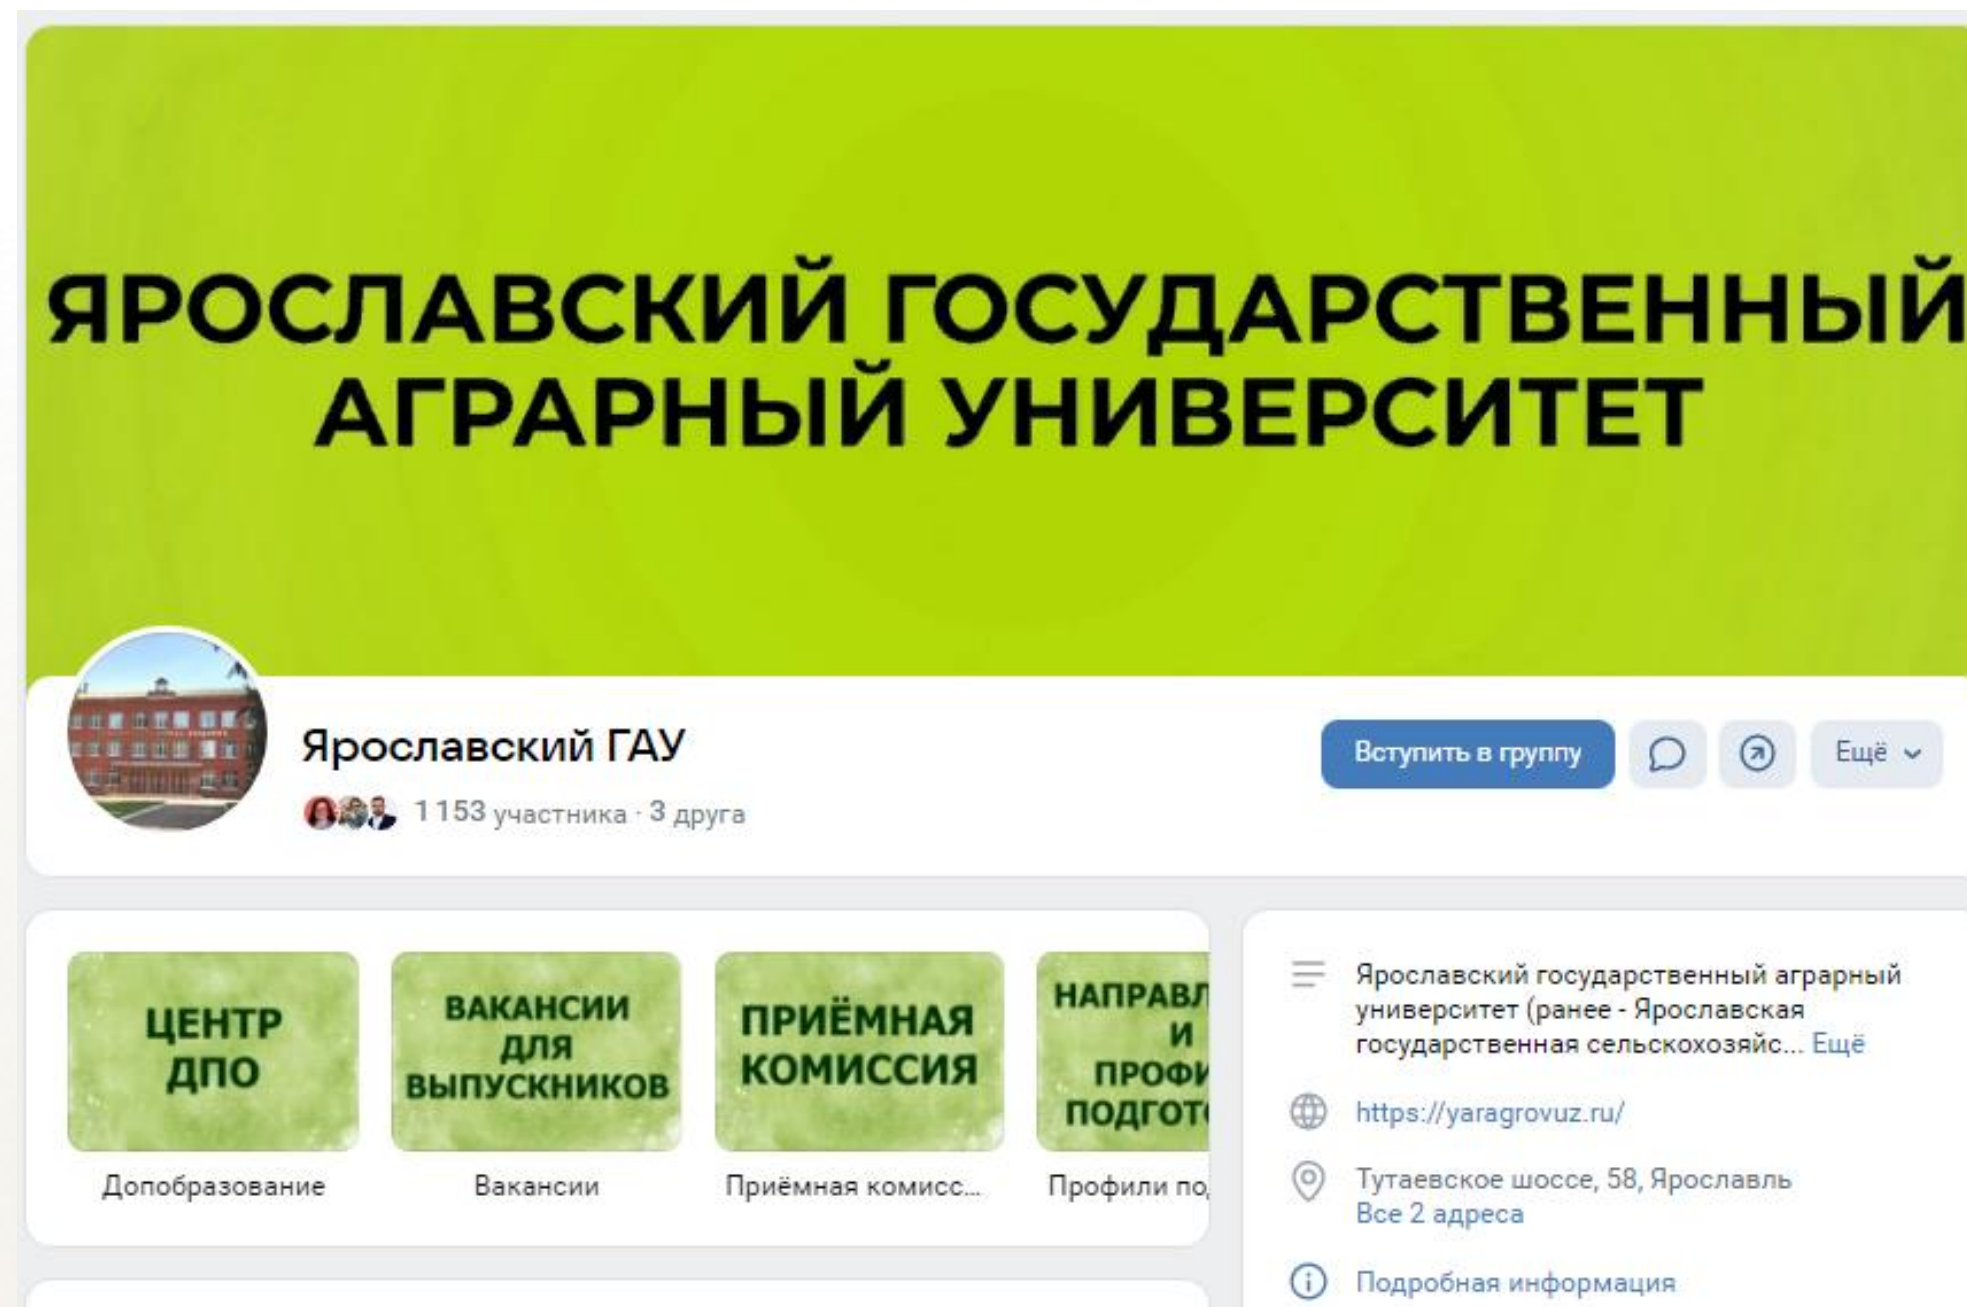 ЯРОСЛАВСКИЙ ГОСУДАРСТВЕННЫЙ
АГРАРНЫЙ УНИВЕРСИТЕТ
Ярославский ГАУ
1 153 участника · 3 друга
Вступить в группу
Ещё
ЦЕНТР
ДПО
Допобразование
ВАКАНСИИ
ДЛЯ
ВЫПУСКНИКОВ
Вакансии
ПРИЁМНАЯ
КОМИССИЯ
Приёмная комисс...
НАПРАВЛ
И
ПРОФИ
ПОДГОТО
Профили по
Ярославский государственный аграрный
университет (ранее - Ярославская
государственная сельскохозяйс... Ещё
https://yaragrovuz.ru/
Тутаевское шоссе, 58, Ярославль
Все 2 адреса
Подробная информация